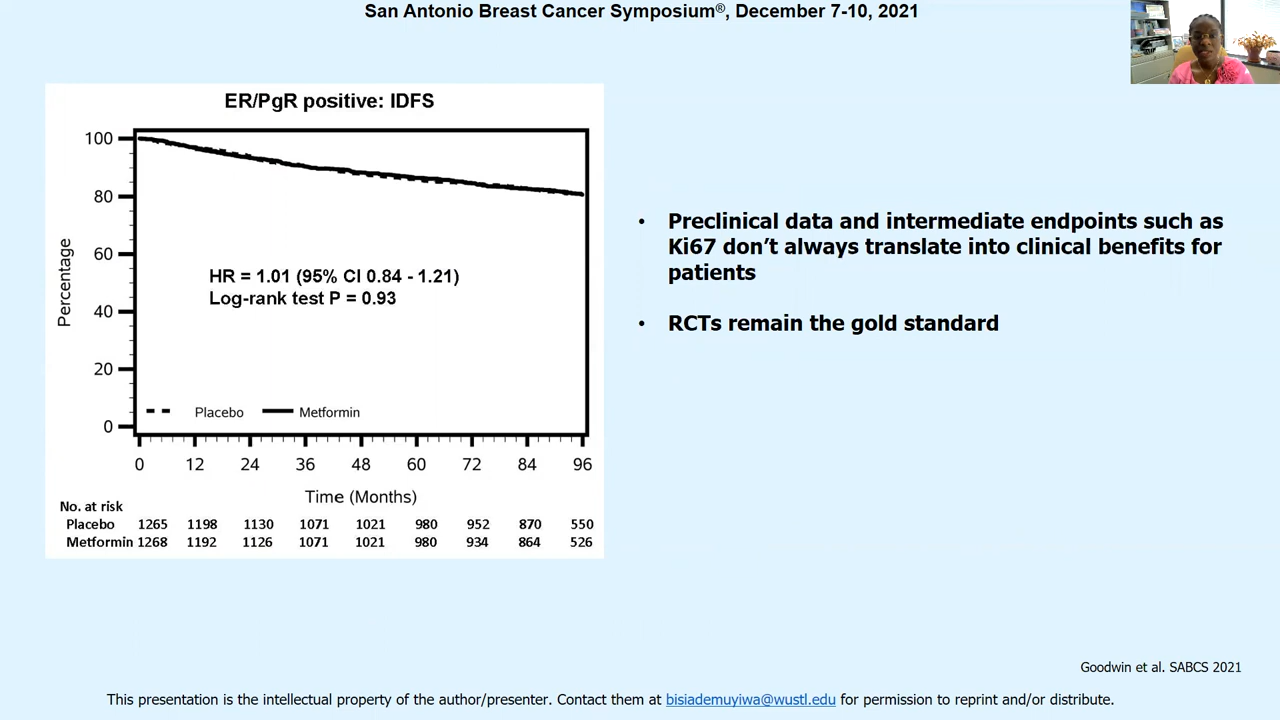 San Antonio Breast Cancer Symposium®, December 7-10, 2021
ER/PgR positive: IDFS
100
80
60
40
20
0
Percentage
HR = 1.01 (95% CI 0.84 - 1.21)
Log-rank test P = 0.93
Placebo Metformin
0 12 24 36 48 60 72 84 96
Time (Months)
No. at risk
Placebo 1265 1198 1130 1071 1021 980 952 870 550
Metformin 1268 1192 1126 1071 1021 980 934 864 526
• Preclinical data and intermediate endpoints such as
Ki67 don’t always translate into clinical benefits for
patients
• RCTs remain the gold standard
Goodwin et al. SABCS 2021
This presentation is the intellectual property of the author/presenter. Contact them at bisiademuyiwa@wustl.edu for permission to reprint and/or distribute.